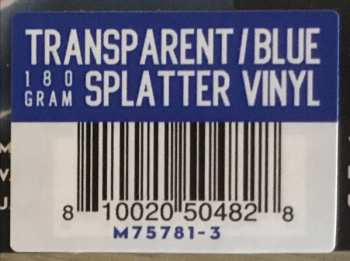 TRANSPARENT/BLUE
180 GRAM SPLATTER VINYL
8 10020 50482 8
M75781-3